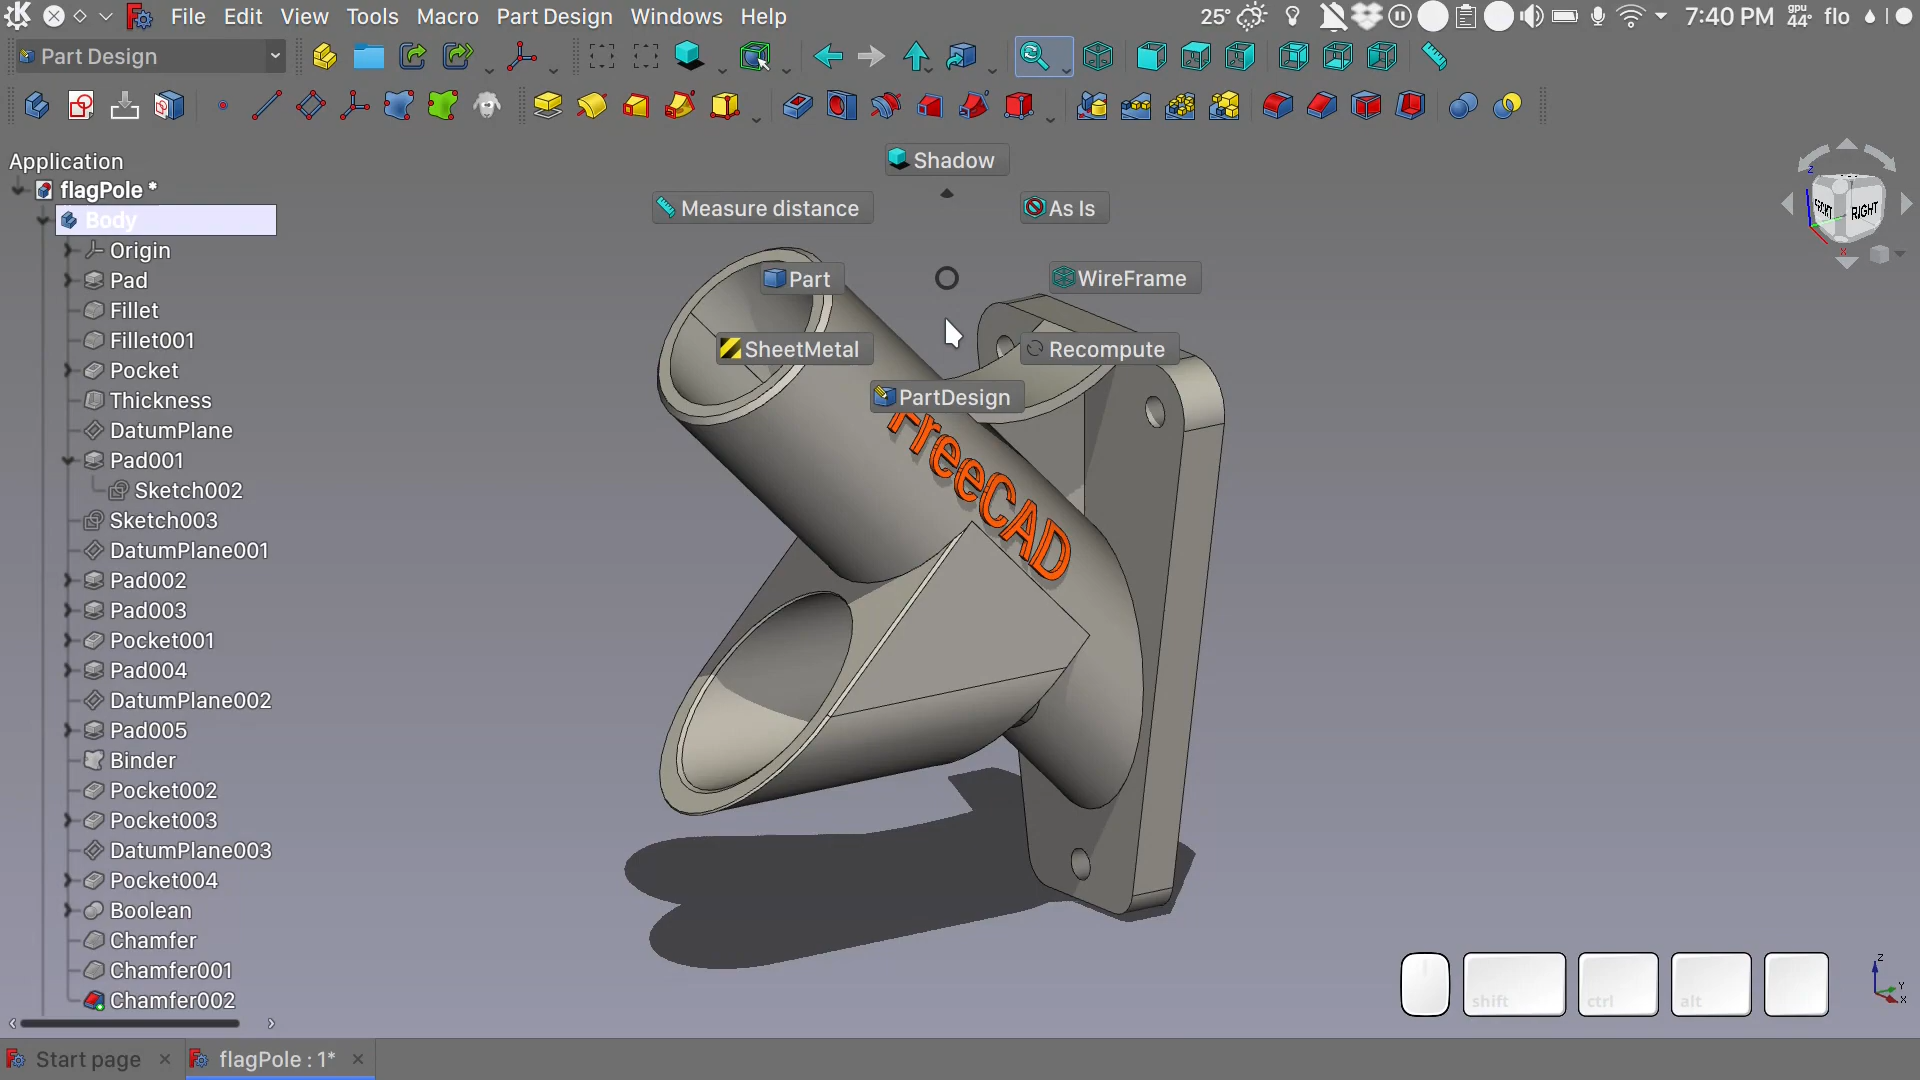 File Edit View Tools Macro Part Design Windows Help
25° gpu 44° 7:40 PM flo
Part Design
Application
flagPole *
Body
Origin
Pad
Fillet
Fillet001
Pocket
Thickness
DatumPlane
Pad001
Sketch002
Sketch003
DatumPlane001
Pad002
Pad003
Pocket001
Pad004
DatumPlane002
Pad005
Binder
Pocket002
Pocket003
DatumPlane003
Pocket004
Boolean
Chamfer
Chamfer001
Chamfer002
Shadow
Measure distance
As Is
Part
WireFrame
SheetMetal
Recompute
PartDesign
FreeCAD
FRONT RIGHT
Z
X
shift ctrl alt
Z
Y
X
Start page
flagPole : 1*